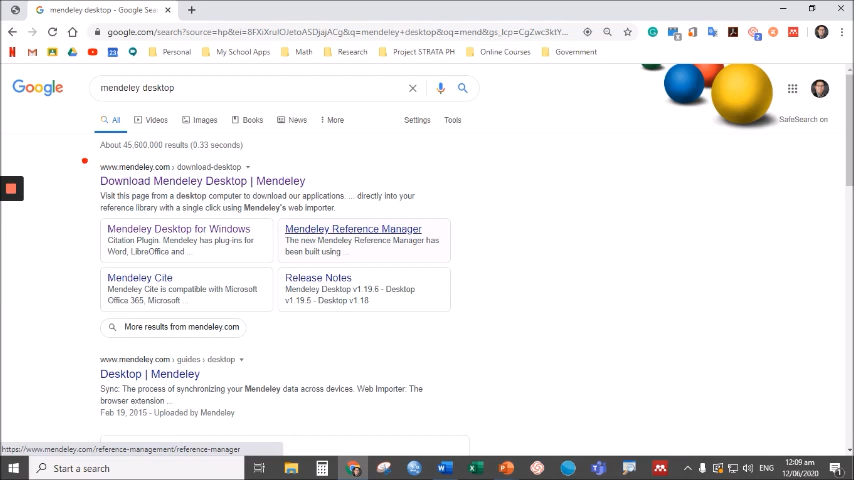 mendeley desktop - Google Sea
google.com/search?source=hp&ei=8FXiXruIOJetoASDjajACg&q=mendeley+desktop&oq=mend&gs_lcp=CgZwc3ktY...
Personal
My School Apps
Math
Research
Project STRATA PH
Online Courses
Government
Google
mendeley desktop
All
Videos
Images
Books
News
More
Settings
Tools
SafeSearch on
About 45,600,000 results (0.33 seconds)
www.mendeley.com › download-desktop
Download Mendeley Desktop | Mendeley
Visit this page from a desktop computer to download our applications. ... directly into your
reference library with a single click using Mendeley's web importer.
Mendeley Desktop for Windows
Citation Plugin. Mendeley has plug-ins for
Word, LibreOffice and ...
Mendeley Reference Manager
The new Mendeley Reference Manager has
been built using ...
Mendeley Cite
Mendeley Cite is compatible with Microsoft
Office 365, Microsoft ...
Release Notes
Mendeley Desktop v1.19.6 - Desktop
v1.19.5 - Desktop v1.18
More results from mendeley.com
www.mendeley.com › guides › desktop
Desktop | Mendeley
Sync: The process of synchronizing your Mendeley data across devices. Web Importer: The
browser extension ...
Feb 19, 2015 - Uploaded by Mendeley
https://www.mendeley.com/reference-management/reference-manager
Start a search
ENG
12:09 am
12/06/2020